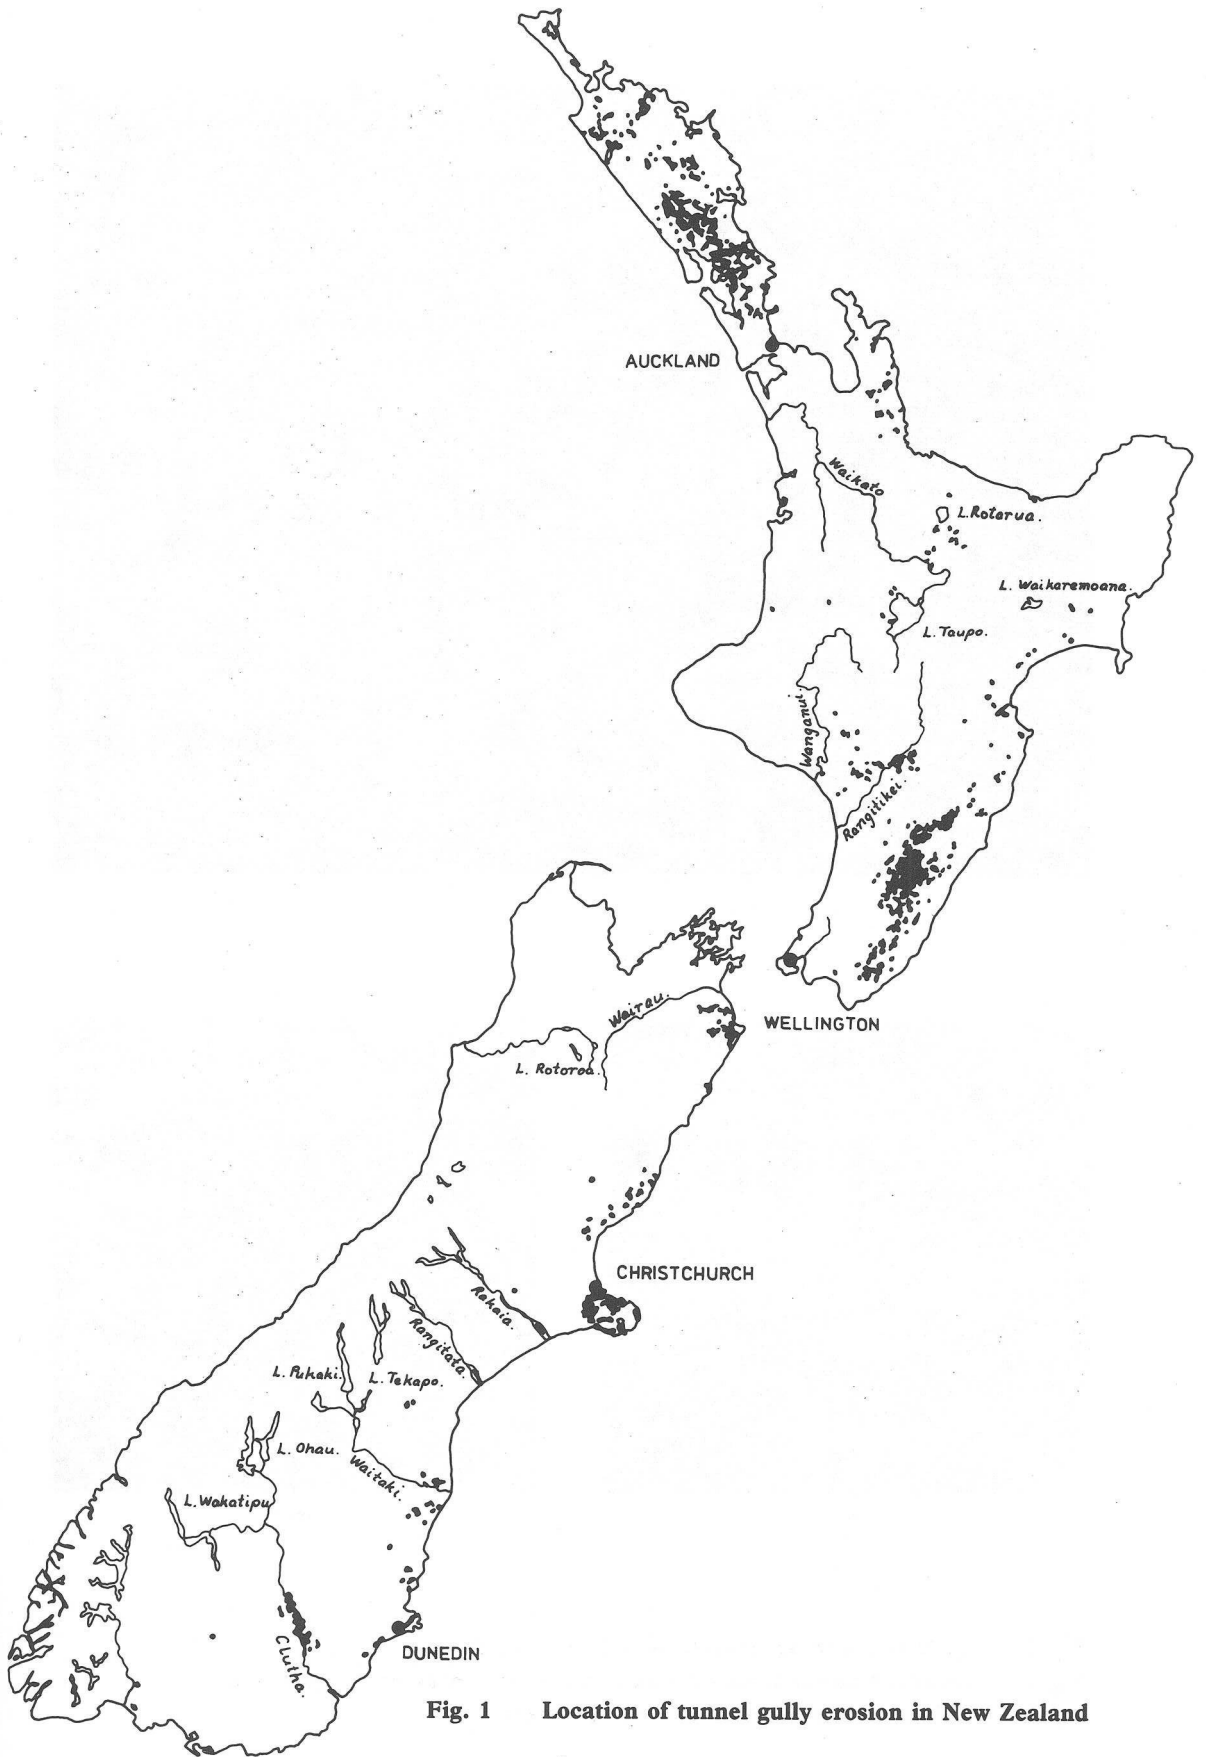 AUCKLAND
Waikato
L. Rotarua.
L. Waikaremoana.
L. Taupo.
Wanganui.
Rangitikei.
WELLINGTON
Wairau.
L. Rotoroa.
CHRISTCHURCH
Rakaia.
Rangitata.
L. Pukaki.
L. Tekapo.
L. Ohau.
Waitaki.
L. Wakatipu
Clutha.
DUNEDIN
Fig. 1 Location of tunnel gully erosion in New Zealand